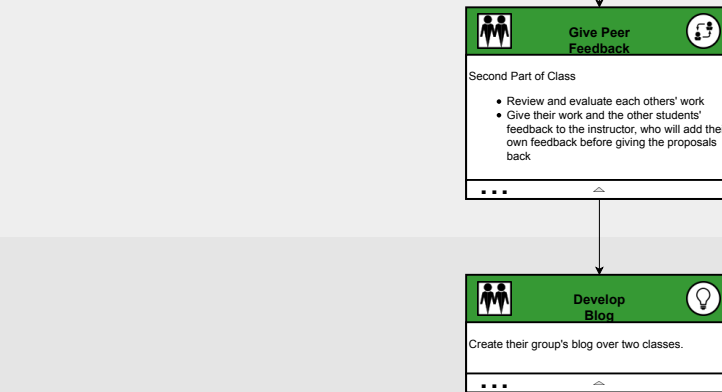 Give Peer
Feedback
Second Part of Class
• Review and evaluate each others' work
• Give their work and the other students'
feedback to the instructor, who will add
own feedback before giving the proposals
back
Develop
Blog
Create their group's blog over two classes.